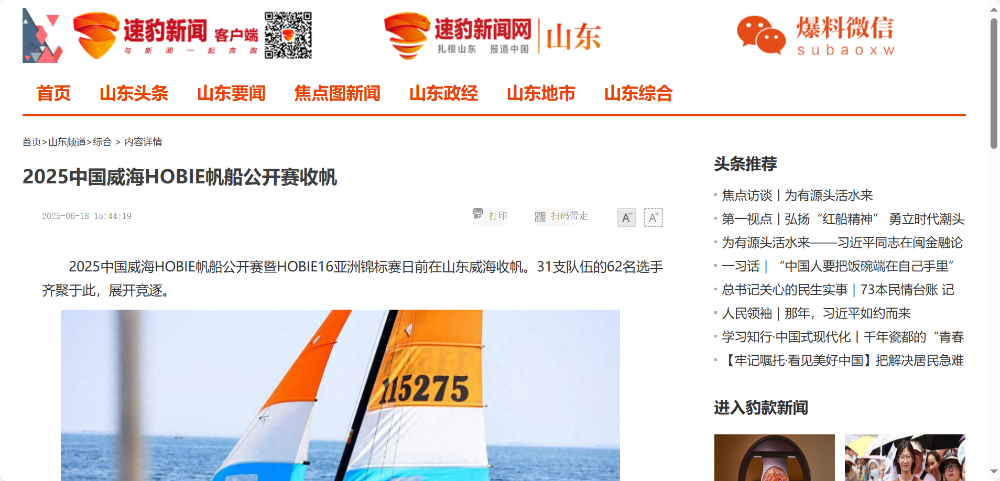 速豹新闻 客户端
与新闻一起奔跑
速豹新闻网 山东
扎根山东 报道中国
爆料微信
subaoxw
首页 山东头条 山东要闻 焦点图新闻 山东政经 山东地市 山东综合
首页>山东频道>综合 > 内容详情
2025中国威海HOBIE帆船公开赛收帆
2025-06-18 15:44:19
打印 扫码带走 A- A+
2025中国威海HOBIE帆船公开赛暨HOBIE16亚洲锦标赛日前在山东威海收帆。31支队伍的62名选手
齐聚于此，展开竞逐。
115275
头条推荐
焦点访谈丨为有源头活水来
第一视点丨弘扬“红船精神” 勇立时代潮头
为有源头活水来——习近平同志在闽金融论
一习话｜“中国人要把饭碗端在自己手里”
总书记关心的民生实事｜73本民情台账 记
人民领袖｜那年，习近平如约而来
学习知行·中国式现代化丨千年瓷都的“青春
【牢记嘱托·看见美好中国】把解决居民急难
进入豹款新闻